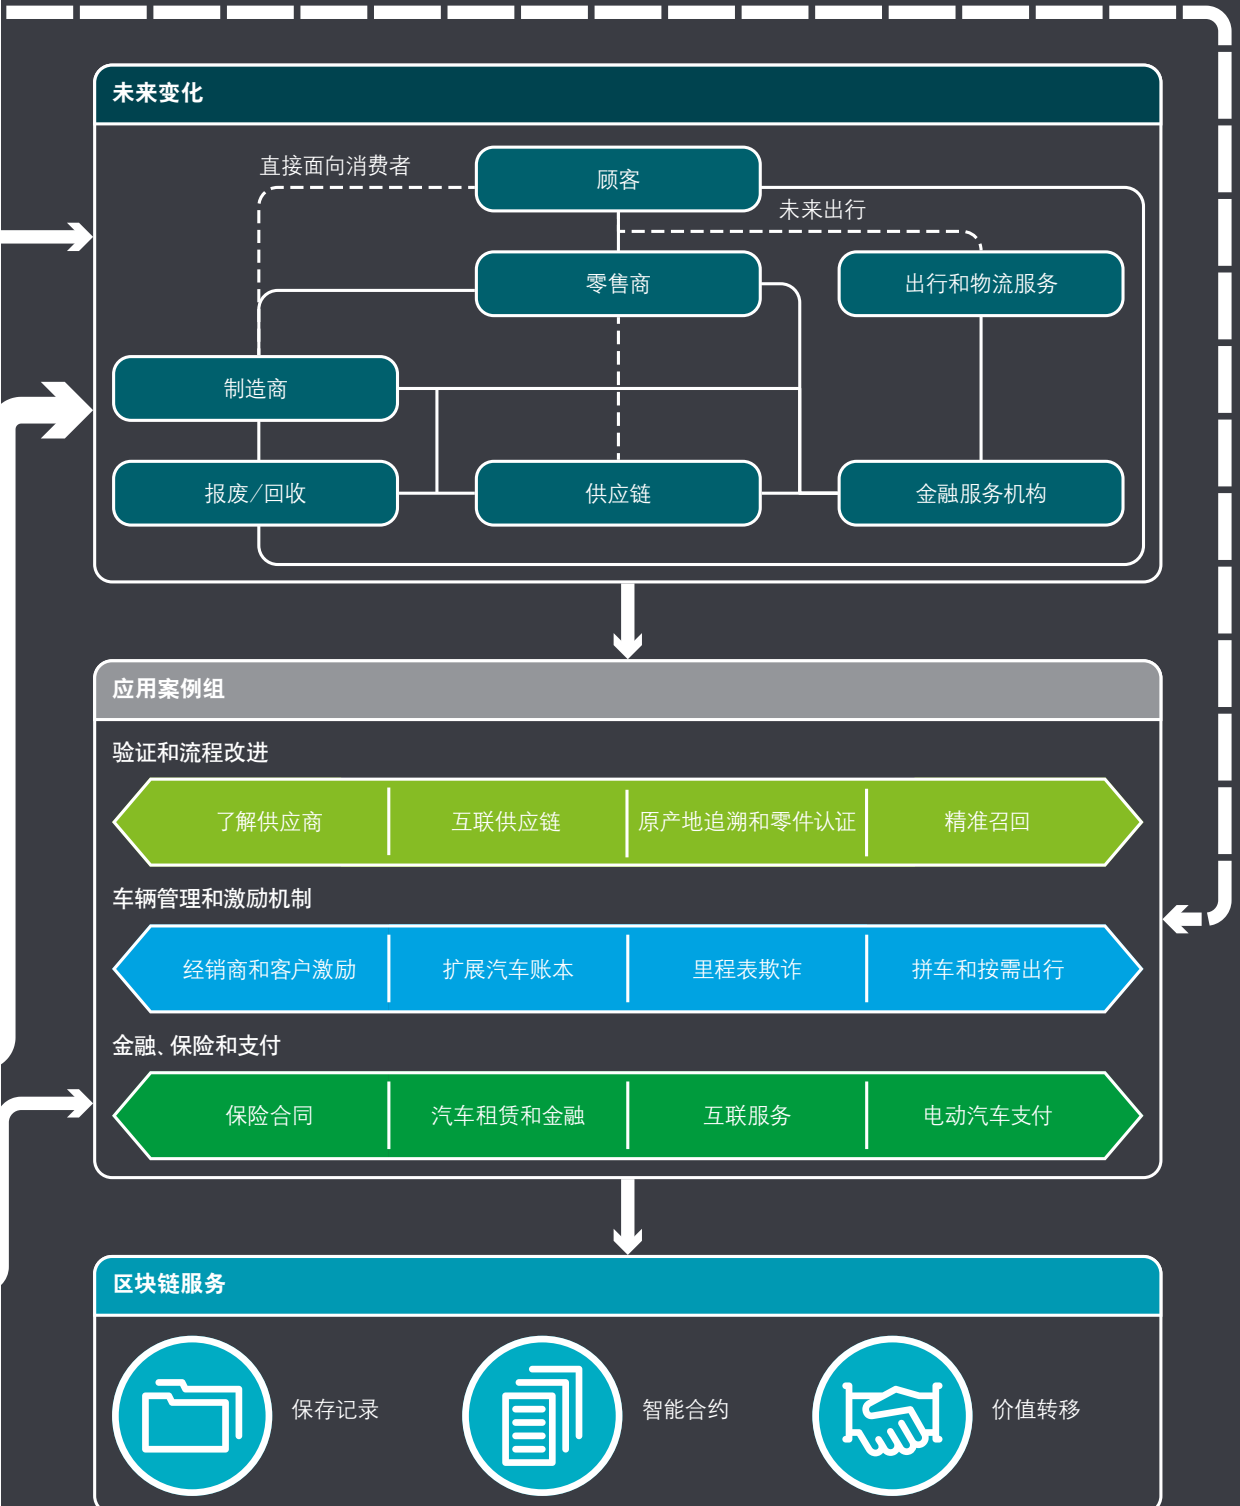 未来变化
直接面向消费者
顾客
未来出行
零售商
出行和物流服务
制造商
报废/回收
供应链
金融服务机构
应用案例组
验证和流程改进
了解供应商
互联供应链
原产地追溯和零件认证
精准召回
车辆管理和激励机制
经销商和客户激励
扩展汽车账本
里程表欺诈
拼车和按需出行
金融、保险和支付
保险合同
汽车租赁和金融
互联服务
电动汽车支付
区块链服务
保存记录
智能合约
价值转移